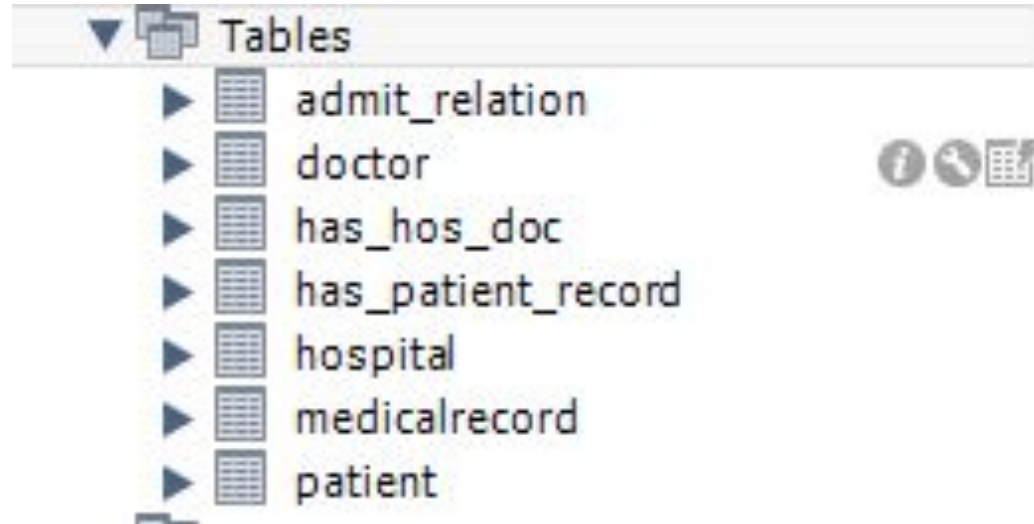 Tables
admit_relation
doctor
has_hos_doc
has_patient_record
hospital
medicalrecord
patient